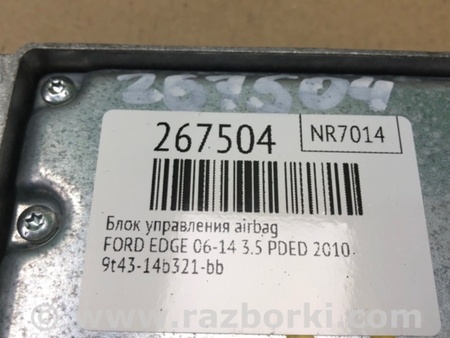 267504
267504
NR7014
Блок управления airbag
FORD EDGE 06-14 3.5 PDED 2010
9t43-14b321-bb
www.razborki.com